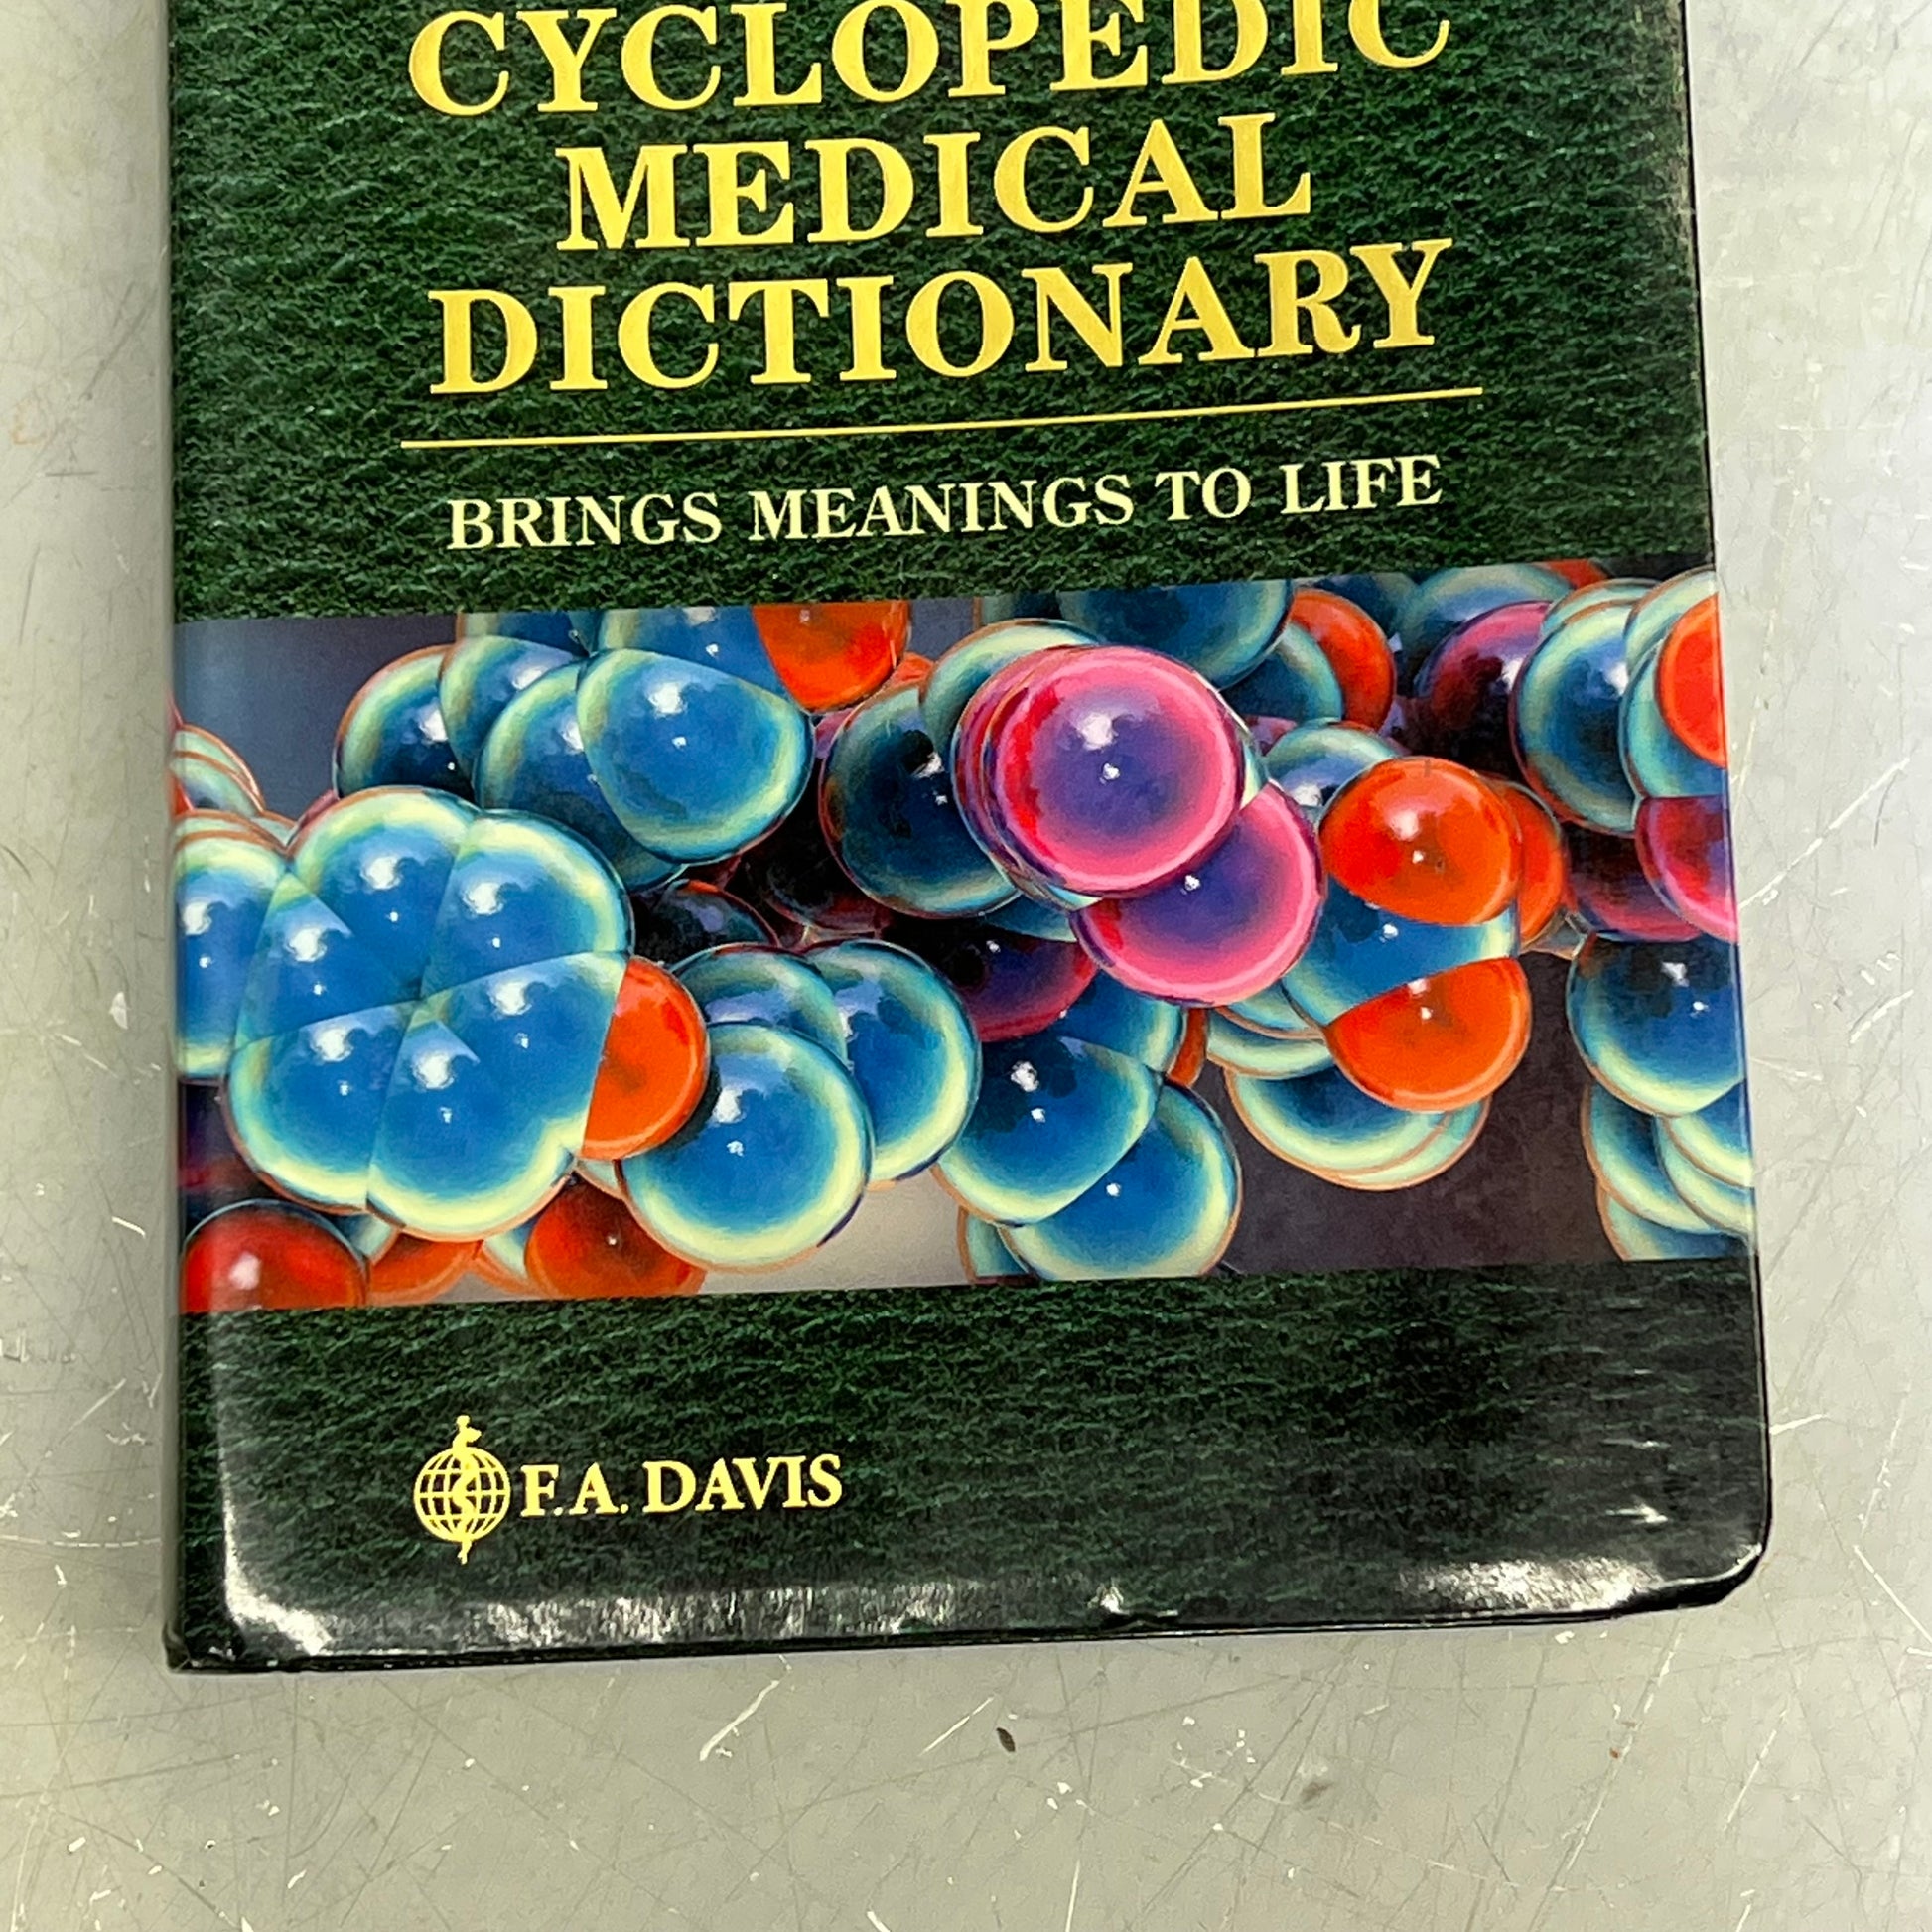 CYCLOPEDIC
MEDICAL
DICTIONARY
BRINGS MEANINGS TO LIFE
F.A. DAVIS